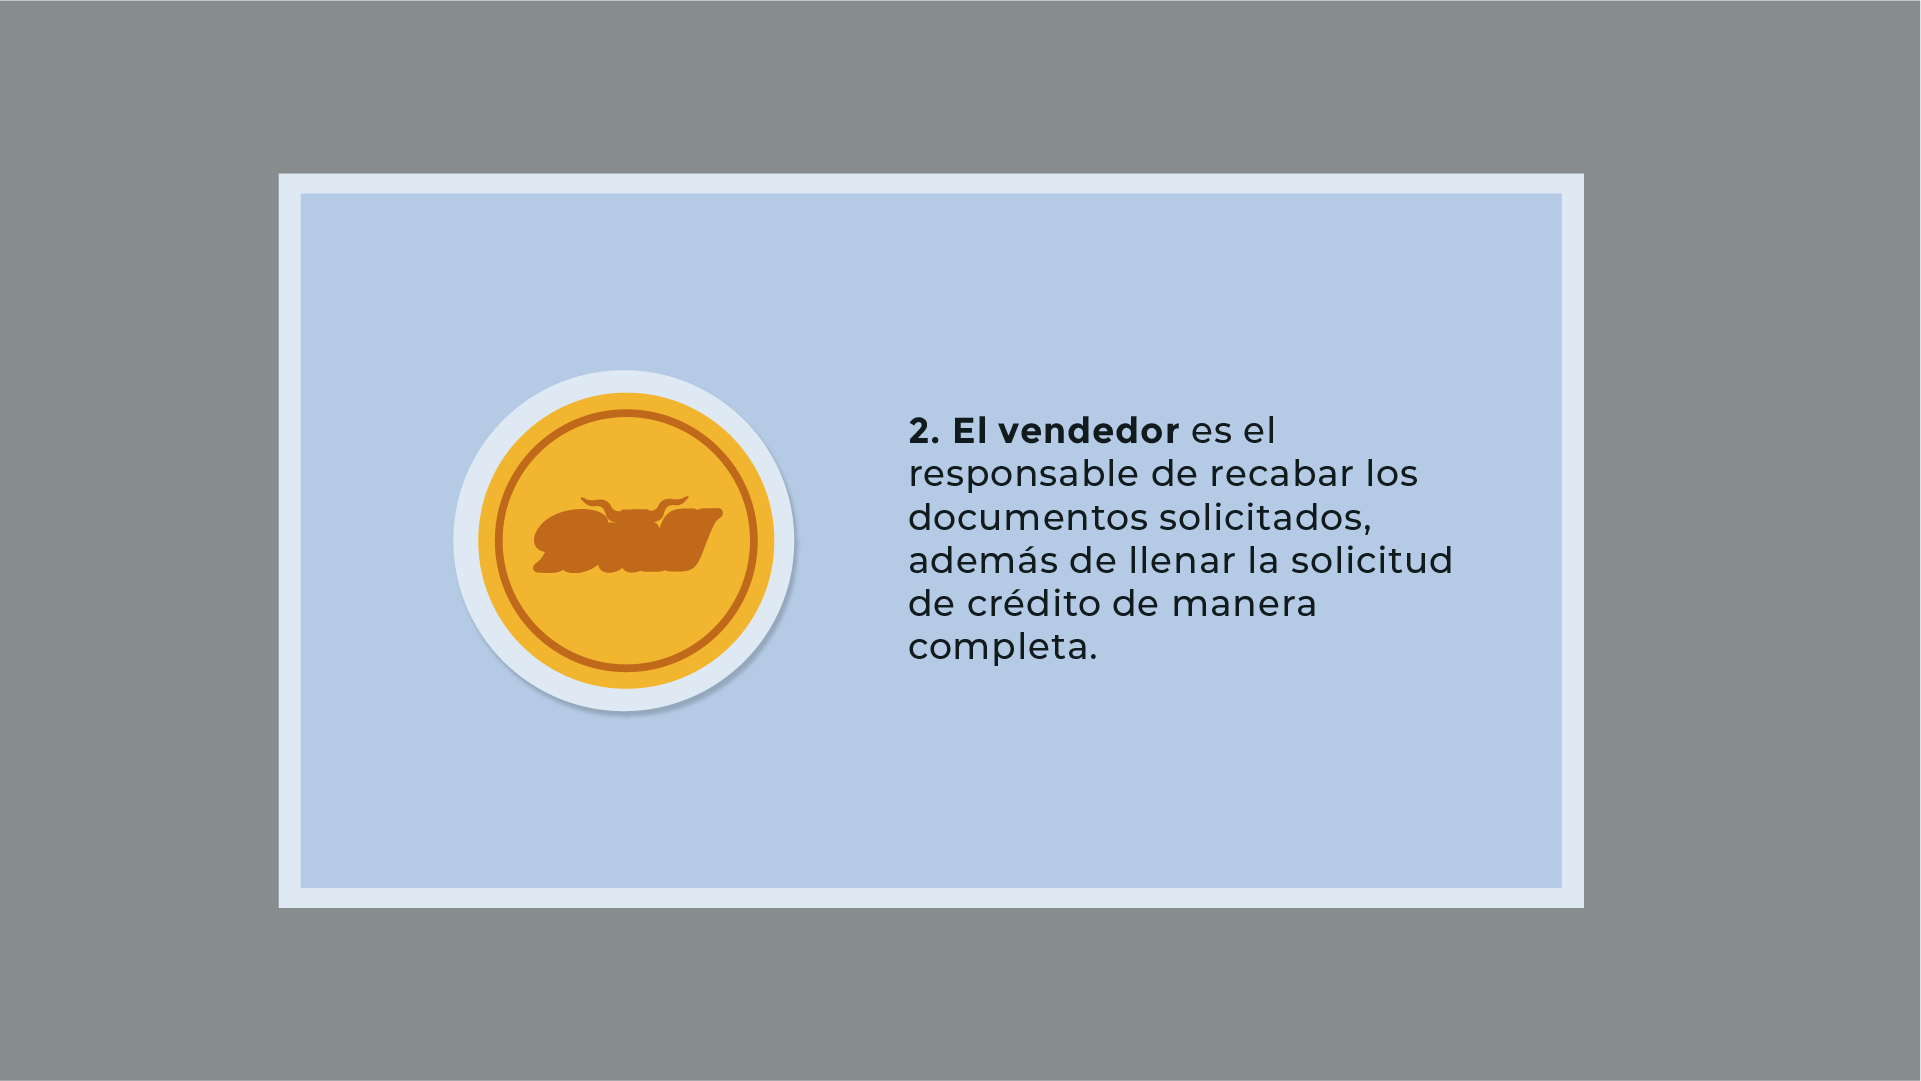 2. El vendedor es el
responsable de recabar los
documentos solicitados,
además de llenar la solicitud
de crédito de manera
completa.